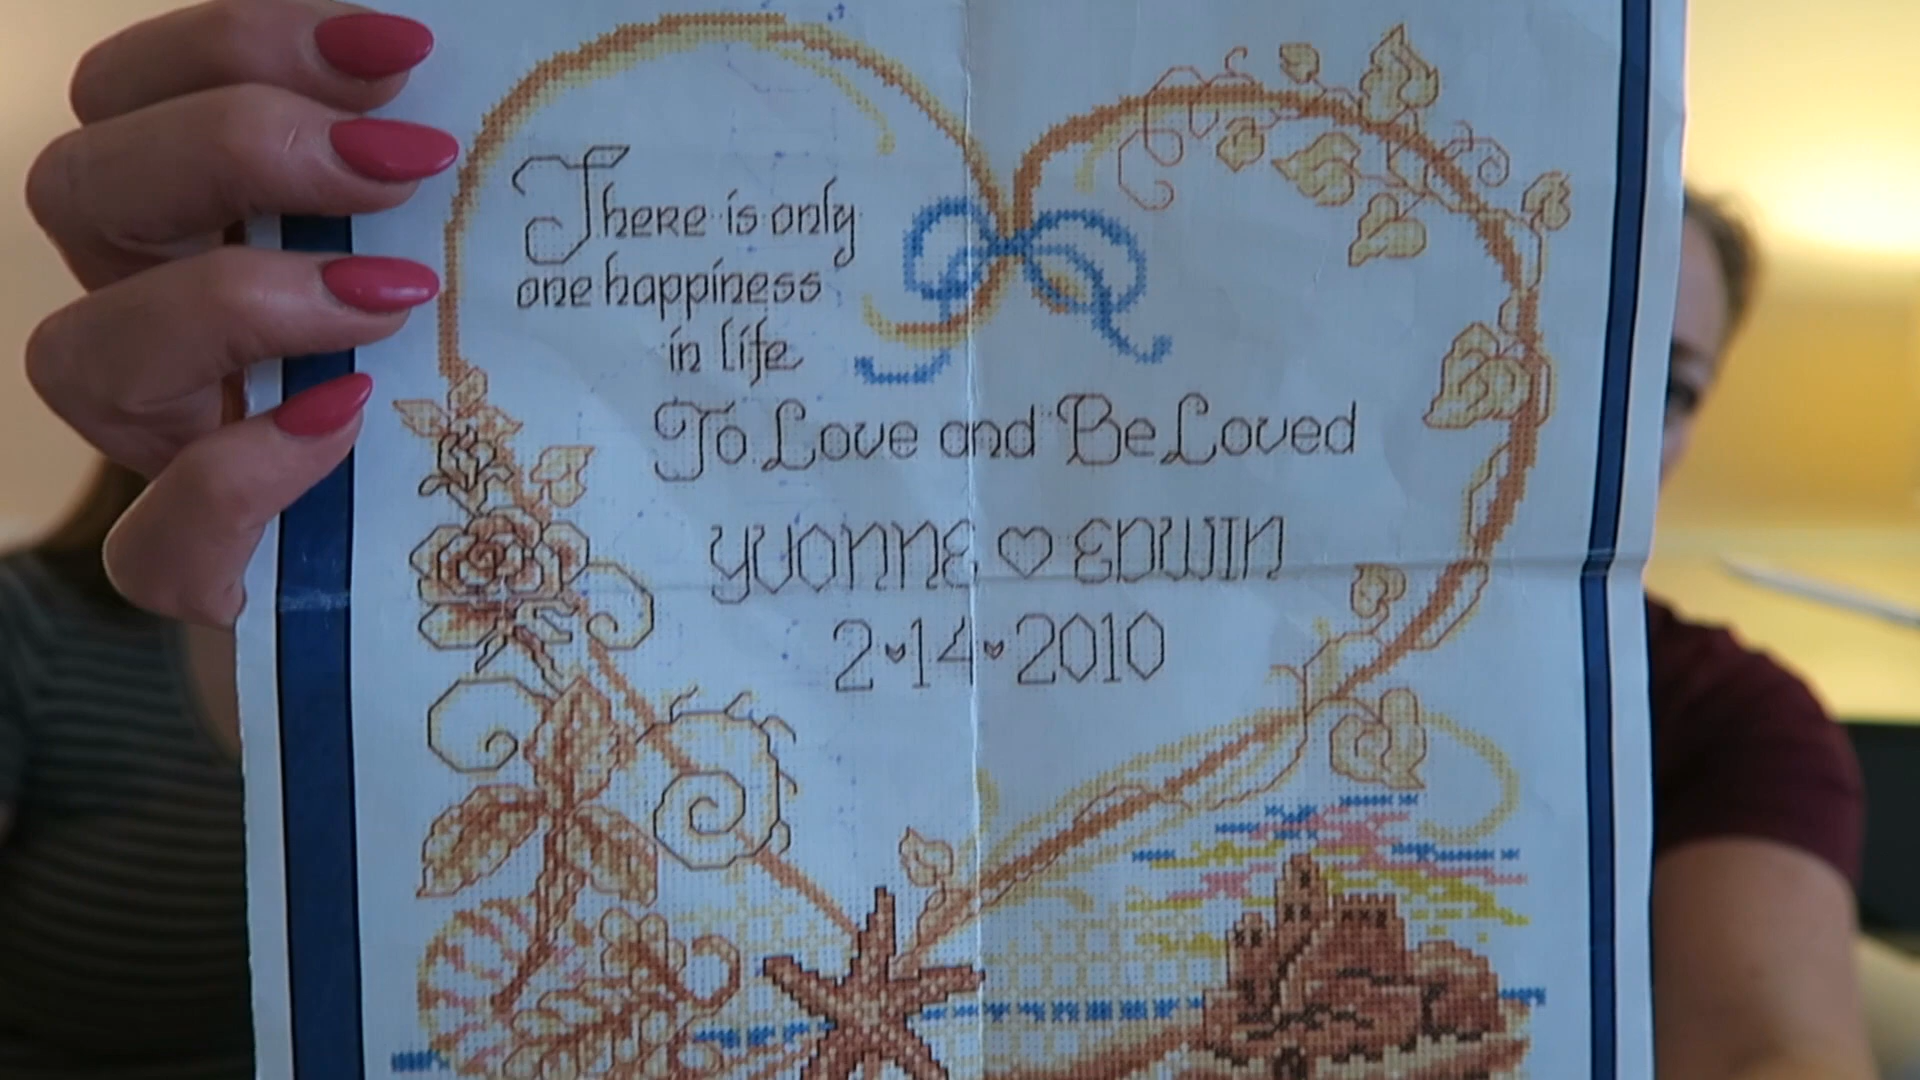 There is only
one happiness
in life
To Love and Be Loved
YVONNE ♡ EDWIN
2♥14♥2010